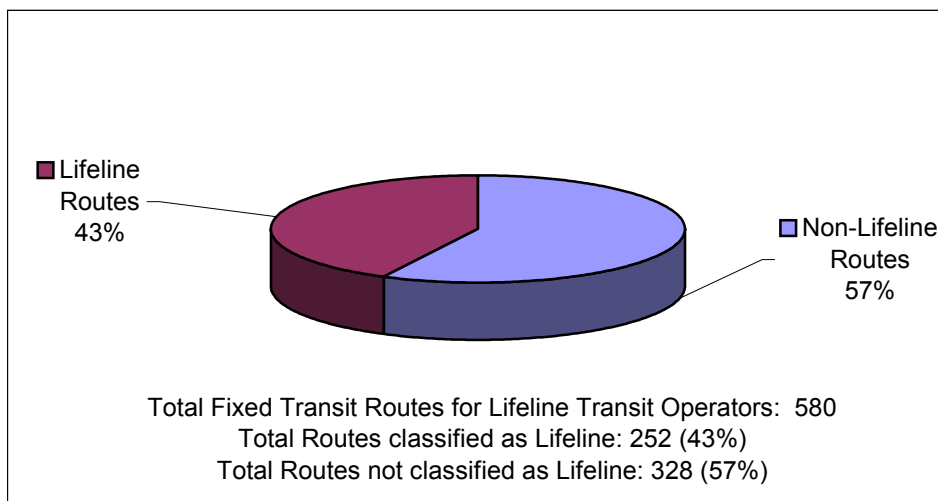 Lifeline
Routes
43%
Non-Lifeline
Routes
57%
Total Fixed Transit Routes for Lifeline Transit Operators:  580
Total Routes classified as Lifeline: 252 (43%)
Total Routes not classified as Lifeline: 328 (57%)